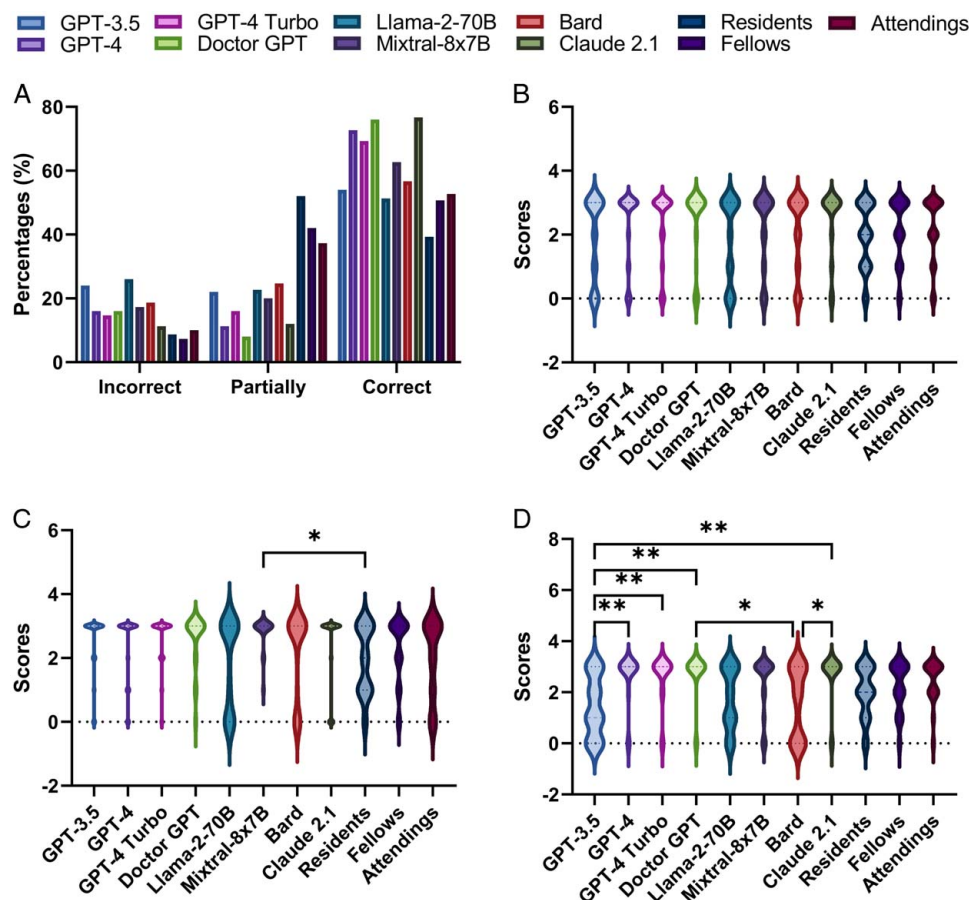 GPT-3.5 GPT-4 Turbo Llama-2-70B Bard Residents Attendings
GPT-4 Doctor GPT Mixtral-8x7B Claude 2.1 Fellows
A
80
60
40
20
0
Percentages (%)
Incorrect Partially Correct
B
6
4
2
0
-2
Scores
GPT-3.5
GPT-4
GPT-4 Turbo
Doctor GPT
Llama-2-70B
Mixtral-8x7B
Bard
Claude 2.1
Residents
Fellows
Attendings
C
6
4
2
0
-2
Scores
*
GPT-3.5
GPT-4
GPT-4 Turbo
Doctor GPT
Llama-2-70B
Mixtral-8x7B
Bard
Claude 2.1
Residents
Fellows
Attendings
D
8
6
4
2
0
-2
Scores
**
**
**
** * *
GPT-3.5
GPT-4
GPT-4 Turbo
Doctor GPT
Llama-2-70B
Mixtral-8x7B
Bard
Claude 2.1
Residents
Fellows
Attendings